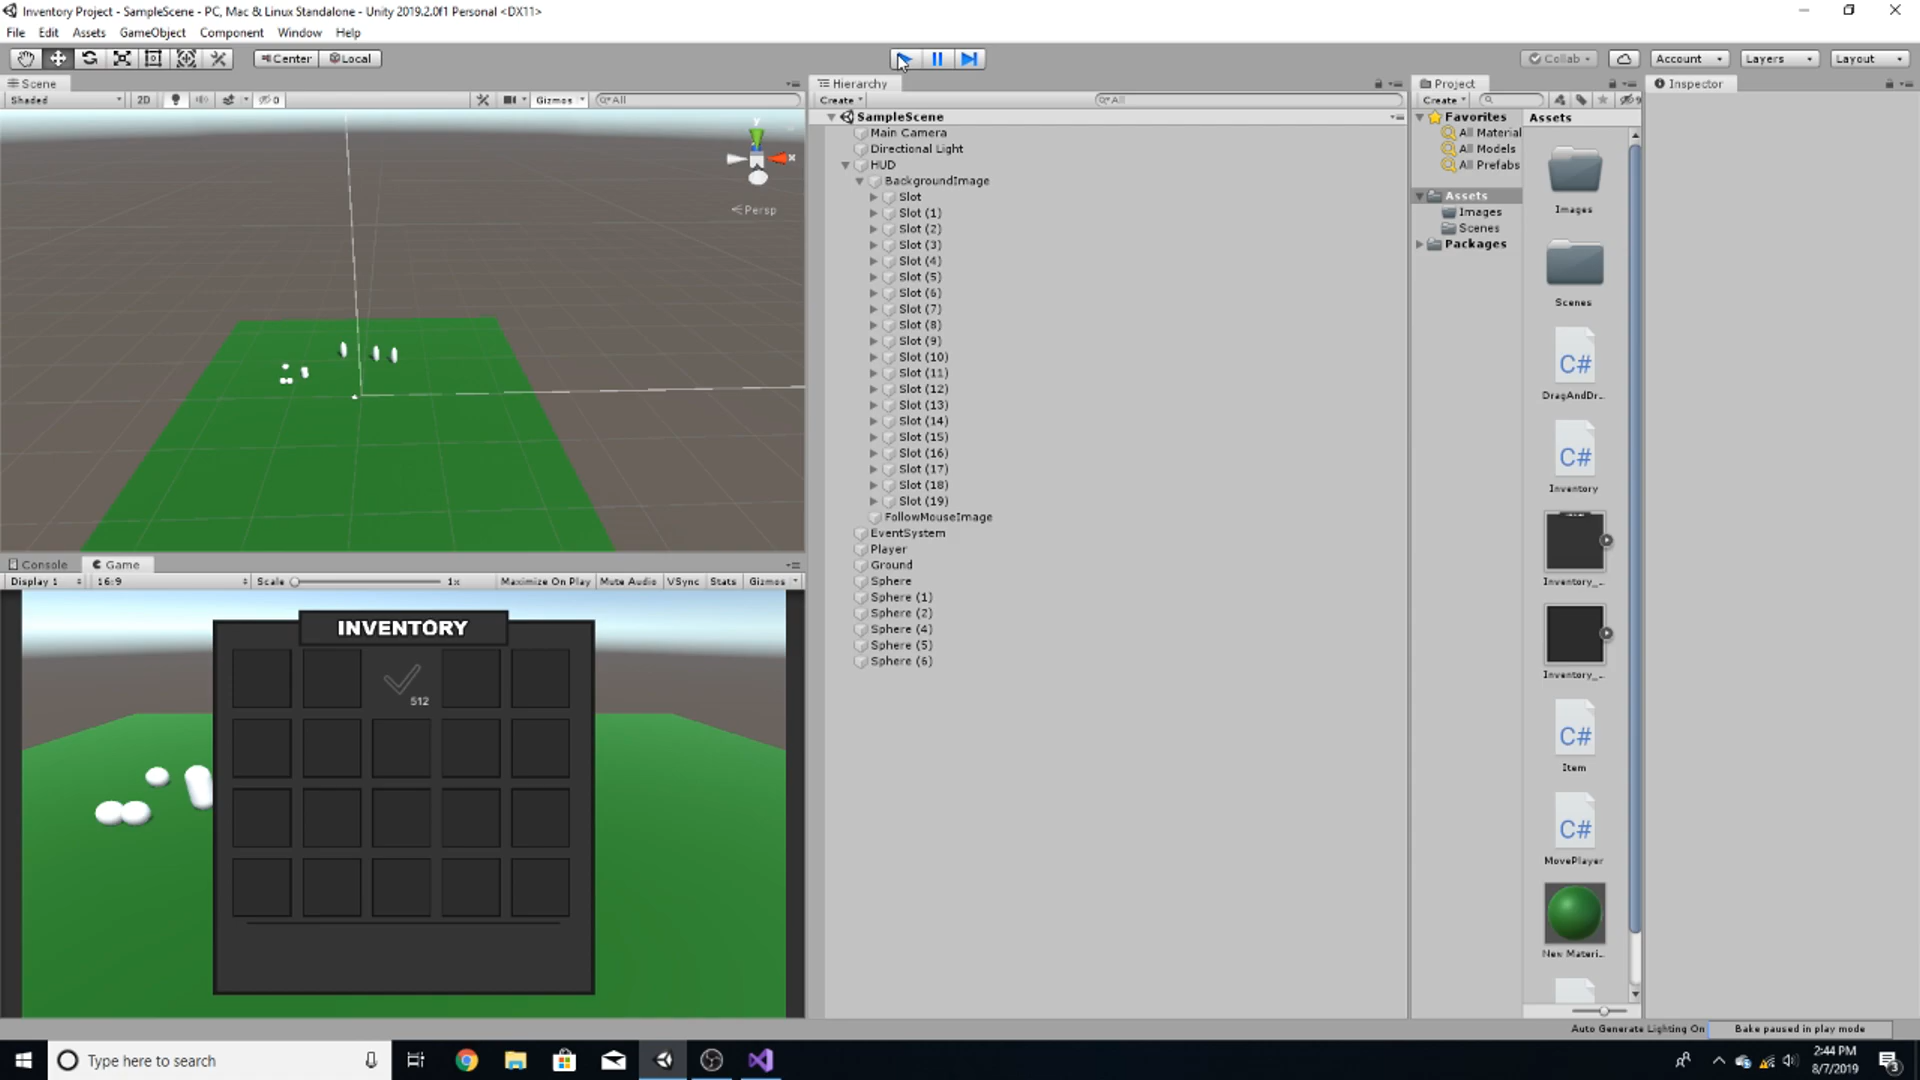 Inventory Project - SampleScene - PC, Mac & Linux Standalone - Unity 2019.2.0f1 Personal <DX11>
File Edit Assets GameObject Component Window Help
Center Local Collab Account Layers Layout
Scene
Shaded 2D 0 Gizmos All
y
x
Persp
Hierarchy
Create All
SampleScene
Main Camera
Directional Light
HUD
BackgroundImage
Slot
Slot (1)
Slot (2)
Slot (3)
Slot (4)
Slot (5)
Slot (6)
Slot (7)
Slot (8)
Slot (9)
Slot (10)
Slot (11)
Slot (12)
Slot (13)
Slot (14)
Slot (15)
Slot (16)
Slot (17)
Slot (18)
Slot (19)
FollowMouseImage
EventSystem
Player
Ground
Sphere
Sphere (1)
Sphere (2)
Sphere (4)
Sphere (5)
Sphere (6)
Project
Create 9
Favorites
All Material
All Models
All Prefabs
Assets
Images
Scenes
Packages
Assets
Images
Scenes
C#
DragAndDr...
C#
Inventory
Inventory_...
Inventory_...
C#
Item
C#
MovePlayer
New Materi...
Inspector
Console Game
Display 1 16:9 Scale 1x Maximize On Play Mute Audio VSync Stats Gizmos
INVENTORY
512
Auto Generate Lighting On Bake paused in play mode
Type here to search
2:44 PM
8/7/2019
3